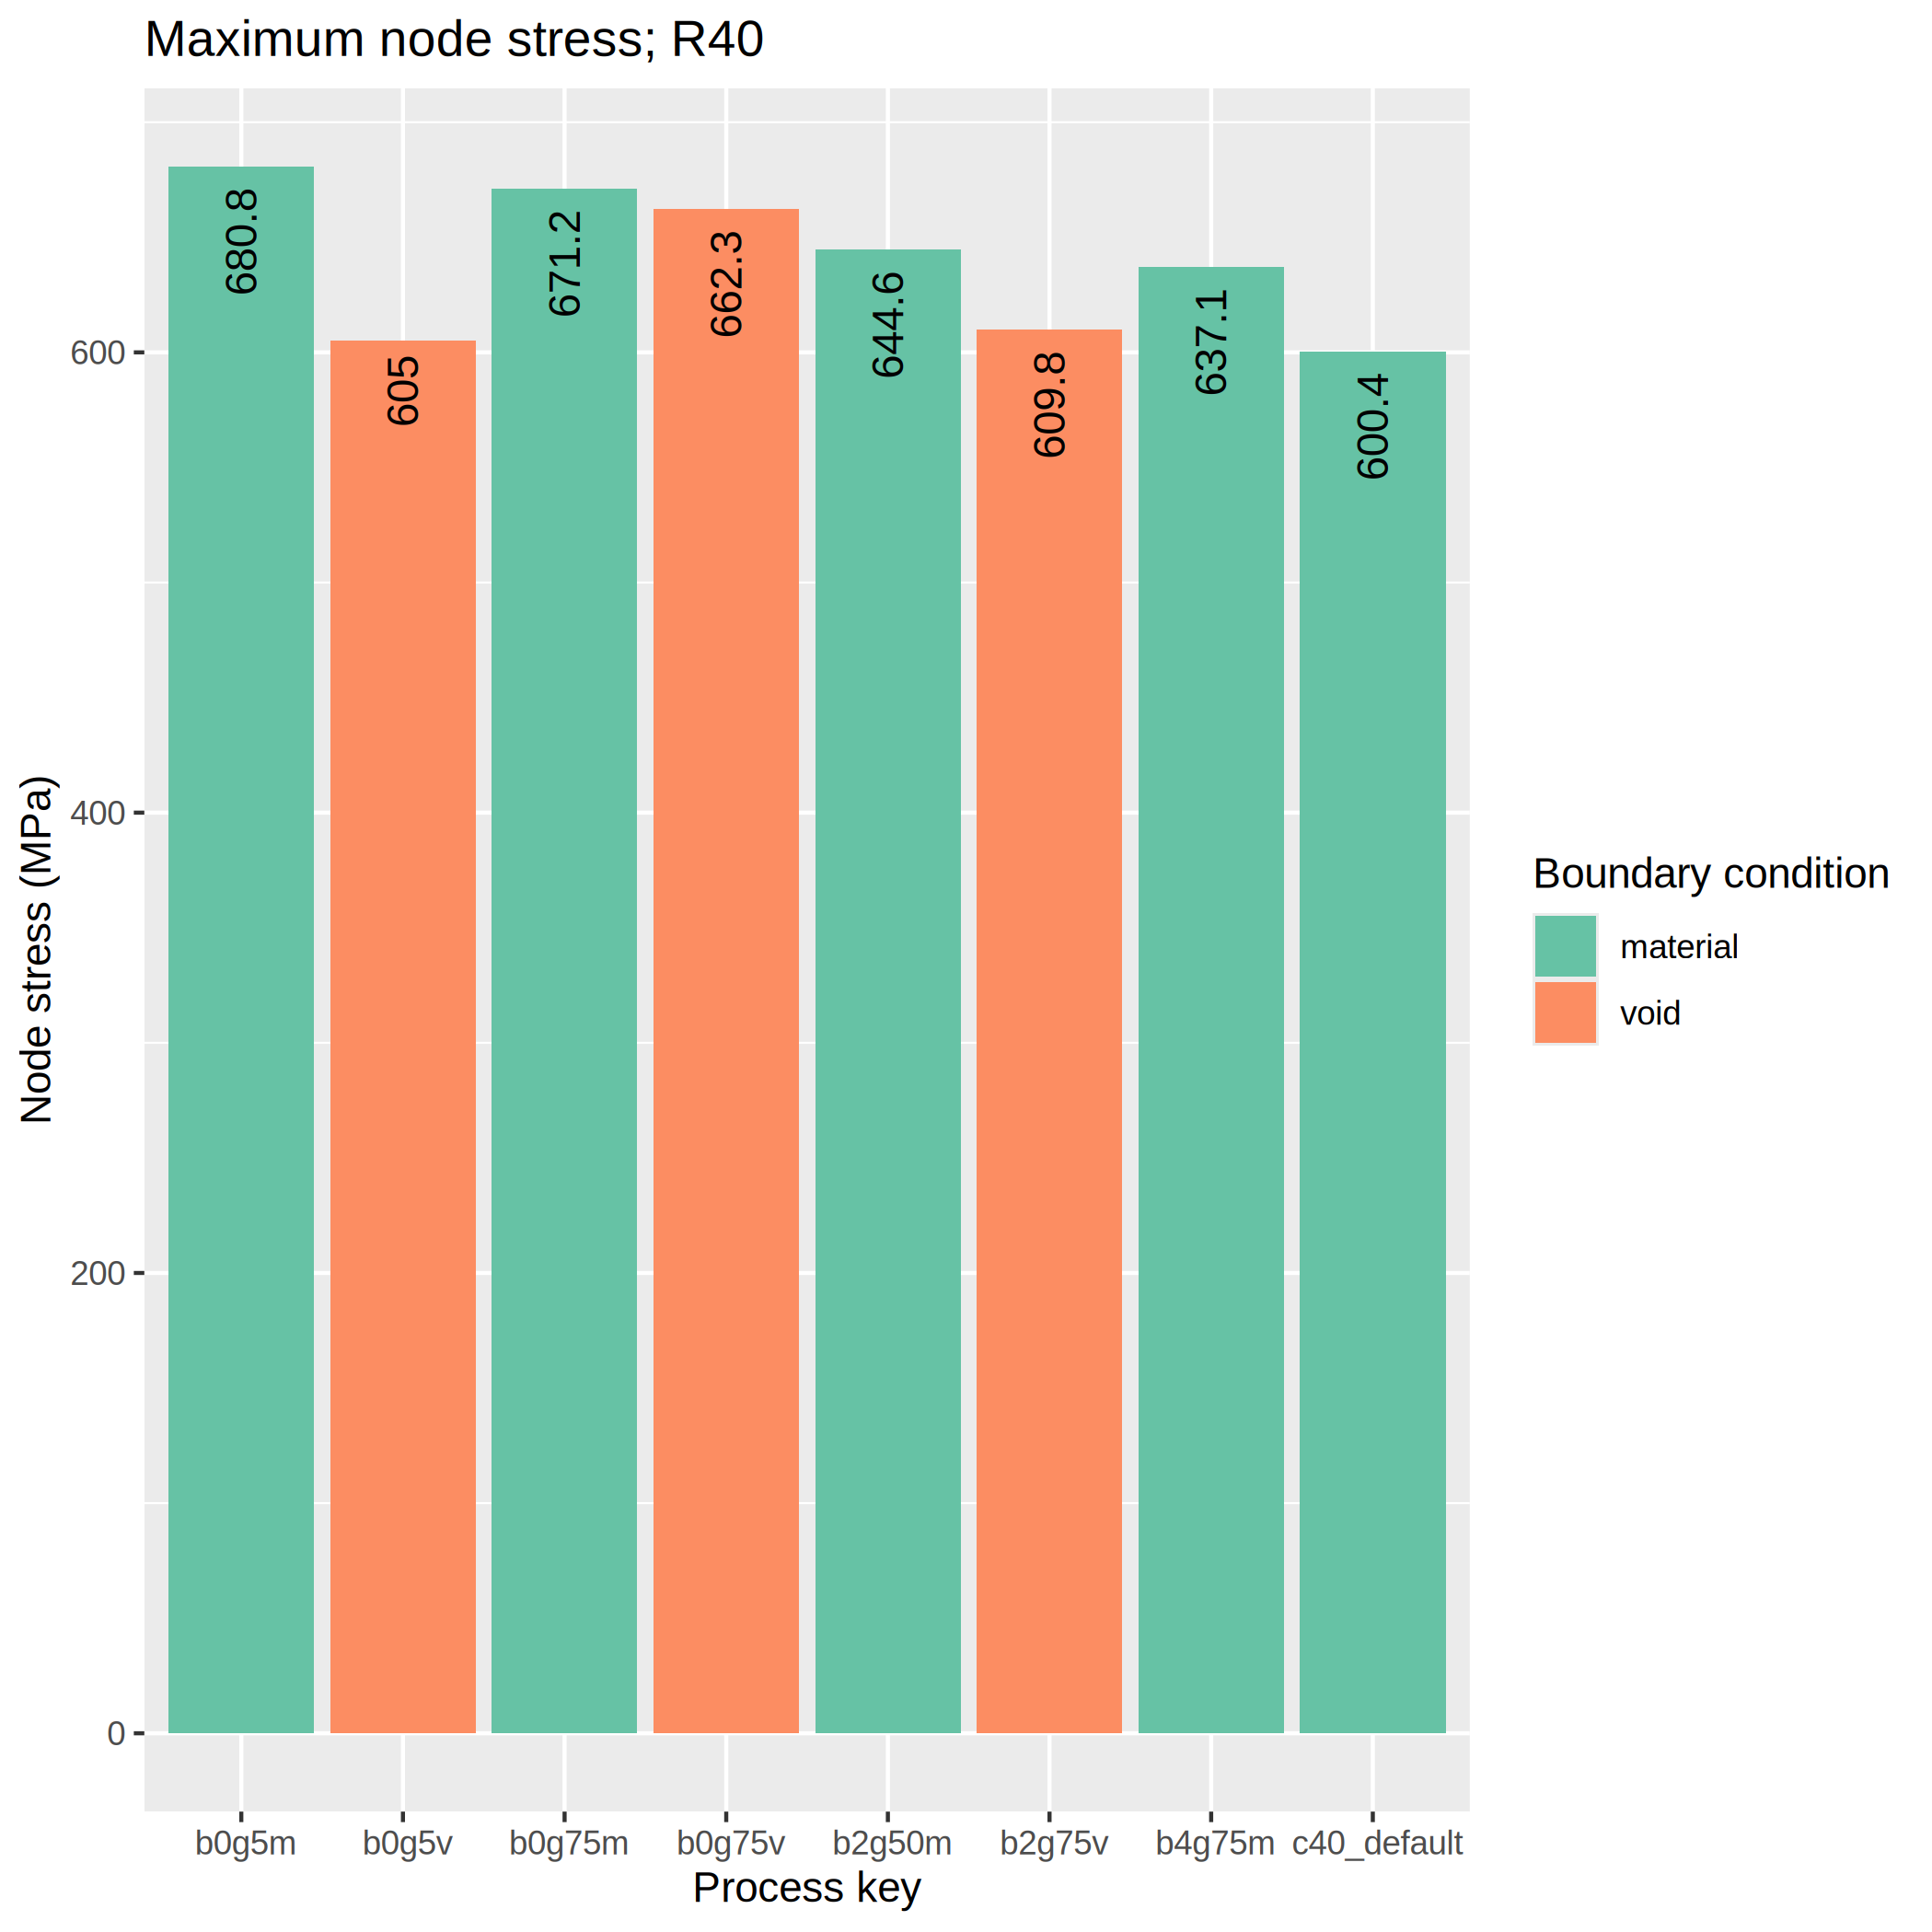 Maximum node stress; R40
680.8
605
671.2
662.3
644.6
609.8
637.1
600.4
600
400
200
0
Node stress (MPa)
b0g5m
b0g5v
b0g75m
b0g75v
b2g50m
b2g75v
b4g75m
c40_default
Process key
Boundary condition
material
void